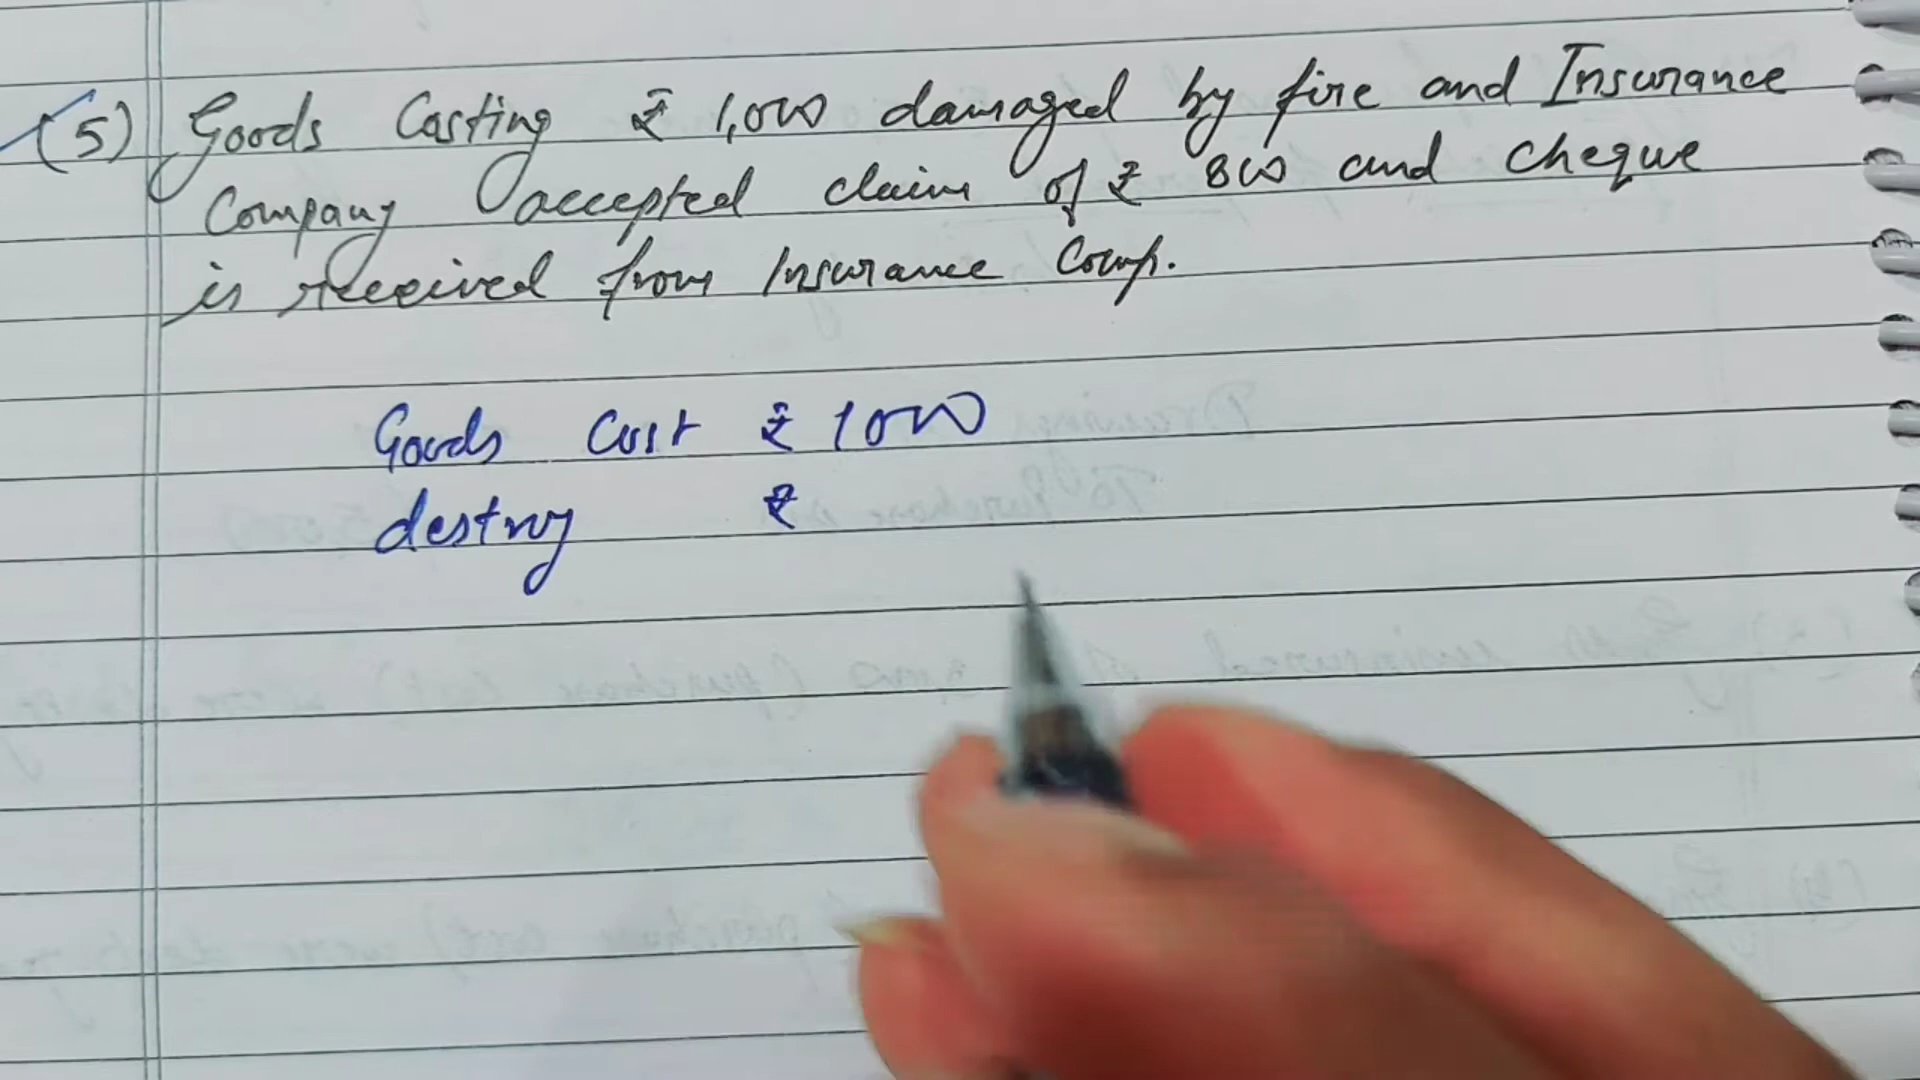 (5) Goods Costing ₹ 1,000 damaged by fire and Insurance
Company accepted claim of ₹ 800 and cheque
is received from Insurance Comp.
Goods Cost ₹ 1000
destroy ₹